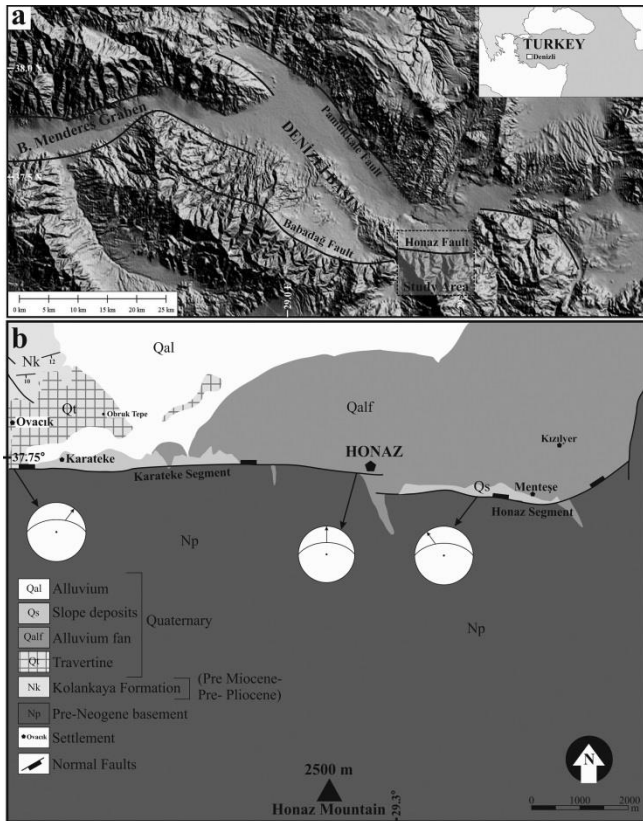 a
TURKEY
Denizli
38.0 N
B. Menderes Graben
37.5 N
DENİZLİ BASIN
Pamukkale Fault
Babadağ Fault
Honaz Fault
Study Area
0 km 5 km 10 km 15 km 20 km 25 km
b
Nk
12
10
Qal
Qt
Obruk Tepe
Ovacık
Qalf
Kızılyer
37.75°
Karateke
HONAZ
Karateke Segment
Qs
Menteşe
Honaz Segment
Np
Np
Qal Alluvium
Qs Slope deposits
Qalf Alluvium fan
Qt Travertine
Quaternary
Nk Kolankaya Formation
(Pre Miocene-
Pre- Pliocene)
Np Pre-Neogene basement
Ovacık Settlement
Normal Faults
2500 m
Honaz Mountain
29.3°
N
0 1000 2000
m